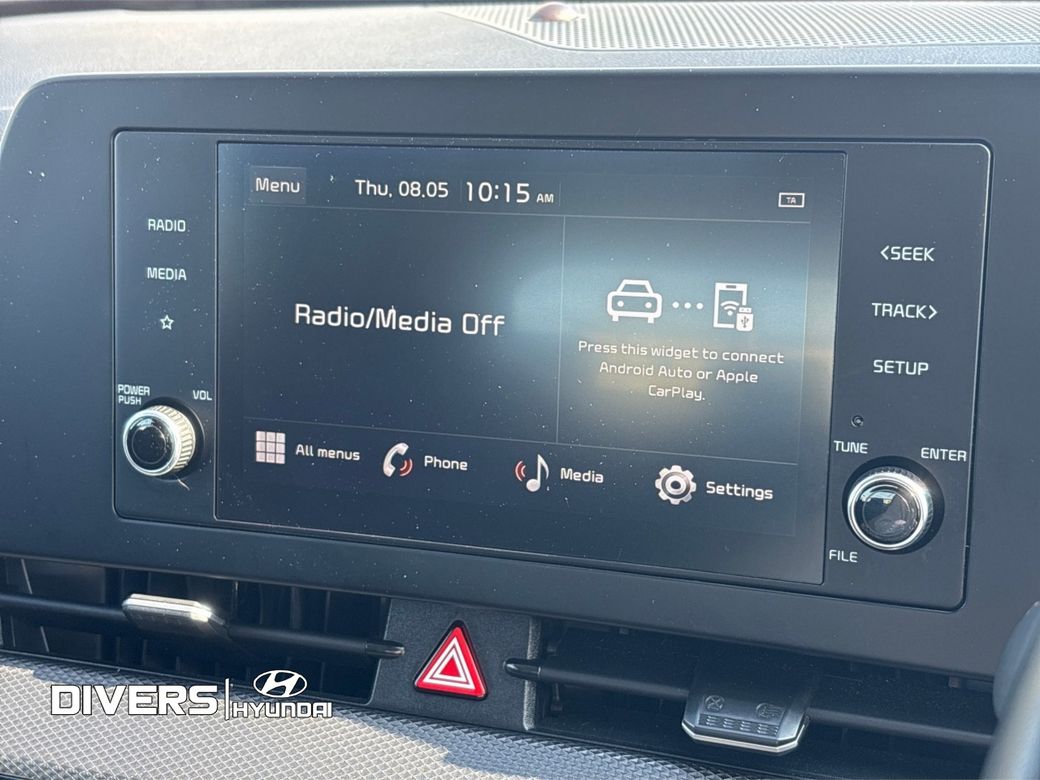 Menu
Thu, 08.05 10:15 AM
TA
RADIO
MEDIA
POWER
PUSH
VOL
Radio/Media Off
Press this widget to connect
Android Auto or Apple
CarPlay.
All menus
Phone
Media
Settings
<SEEK
TRACK>
SETUP
TUNE
ENTER
FILE
DIVERS
HYUNDAI